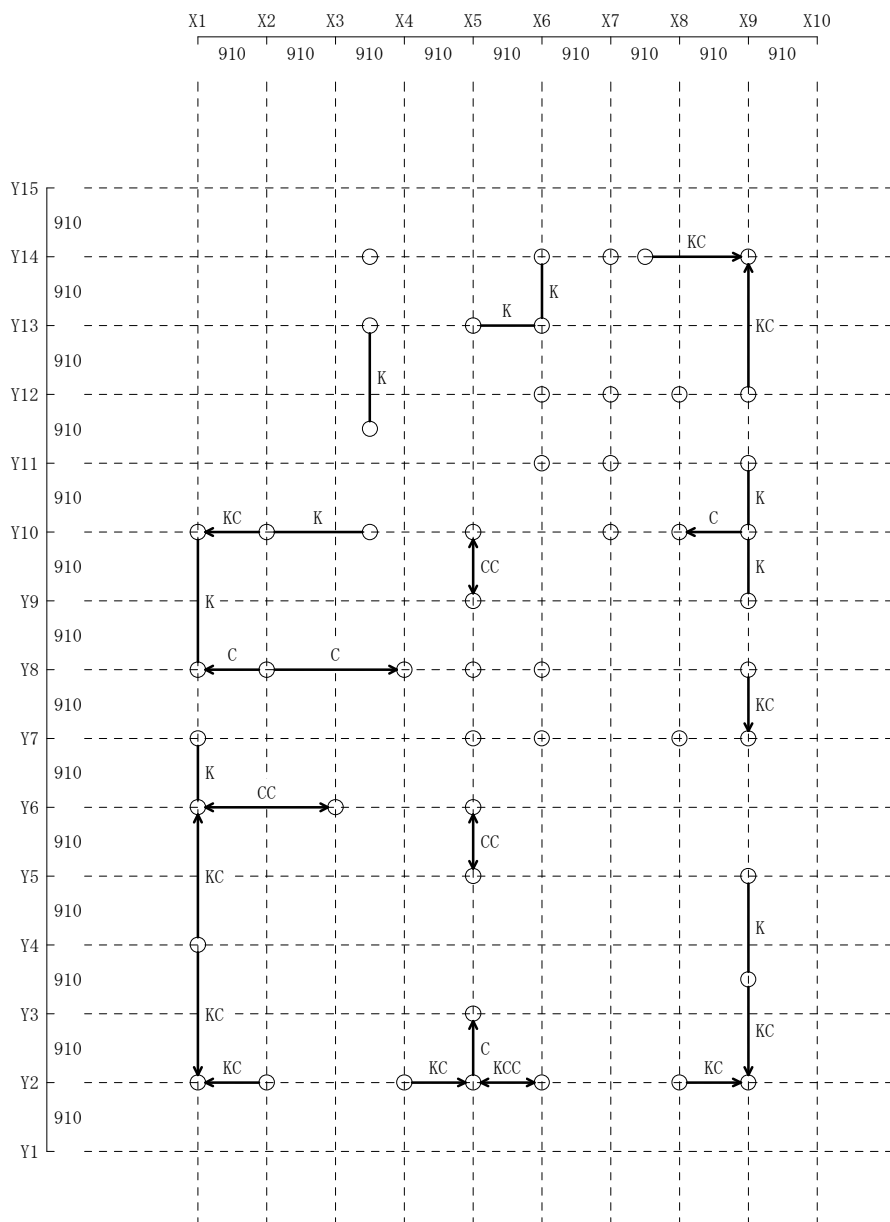 X1 X2 X3 X4 X5 X6 X7 X8 X9 X10
910 910 910 910 910 910 910 910 910
Y15
910
Y14 KC
910 K
Y13 K KC
910 K
Y12
910
Y11
910 K
Y10 KC K C
910 CC K
Y9
910
Y8 C C
910 KC
Y7
910 K
Y6 CC
910 CC
Y5
910 KC K
Y4
910
Y3 KC KC
910 C
Y2 KC KC KCC KC
910
Y1